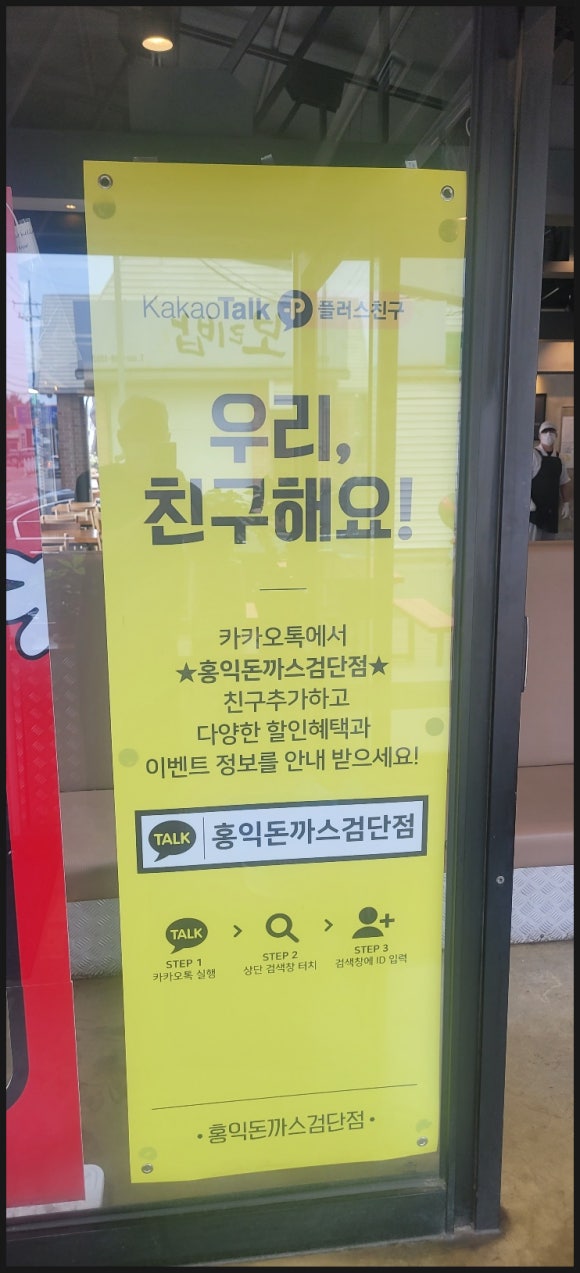 KakaoTalk P 플러스친구
우리,
친구해요!
카카오톡에서
★홍익돈까스검단점★
친구추가하고
다양한 할인혜택과
이벤트 정보를 안내 받으세요!
TALK 홍익돈까스검단점
TALK
STEP 1
카카오톡 실행
STEP 2
상단 검색창 터치
STEP 3
검색창에 ID 입력
•홍익돈까스검단점•